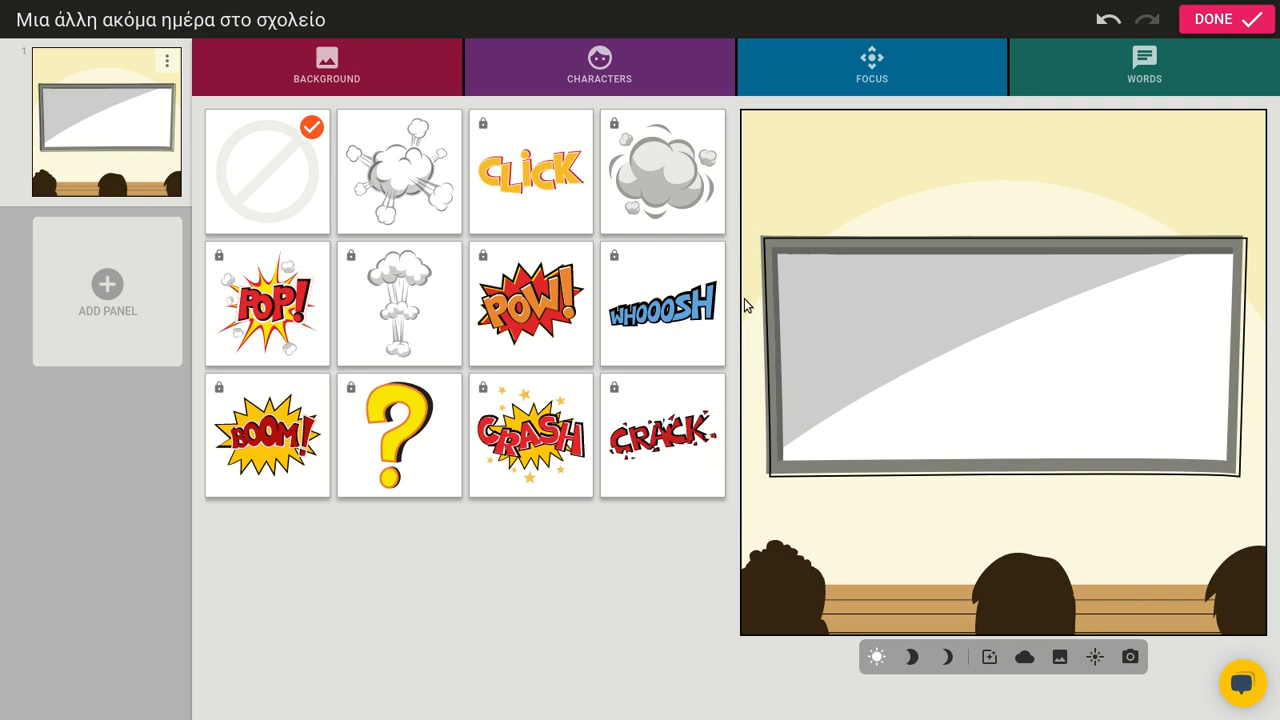 Μια άλλη ακόμα ημέρα στο σχολείο
DONE
1
BACKGROUND
CHARACTERS
FOCUS
WORDS
ADD PANEL
CLICK
POP!
POW!
WHOOOSH
BOOM!
?
CRASH
CRACK